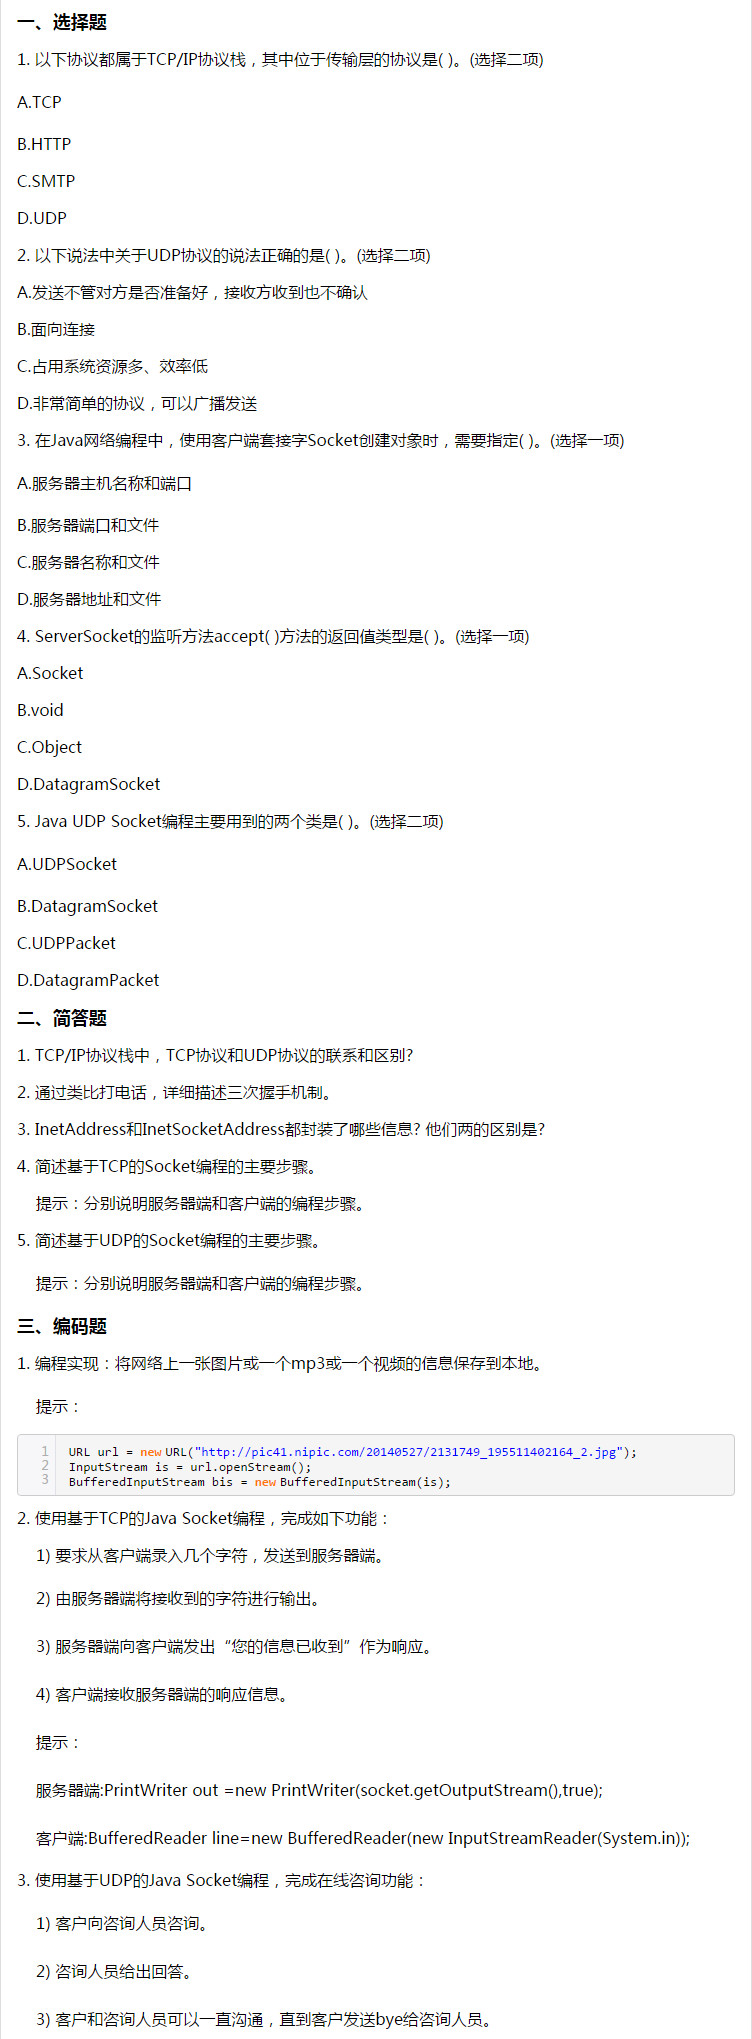 一、选择题
1. 以下协议都属于TCP/IP协议栈，其中位于传输层的协议是( )。(选择二项)
A.TCP
B.HTTP
C.SMTP
D.UDP
2. 以下说法中关于UDP协议的说法正确的是( )。(选择二项)
A.发送不管对方是否准备好，接收方收到也不确认
B.面向连接
C.占用系统资源多、效率低
D.非常简单的协议，可以广播发送
3. 在Java网络编程中，使用客户端套接字Socket创建对象时，需要指定( )。(选择一项)
A.服务器主机名称和端口
B.服务器端口和文件
C.服务器名称和文件
D.服务器地址和文件
4. ServerSocket的监听方法accept( )方法的返回值类型是( )。(选择一项)
A.Socket
B.void
C.Object
D.DatagramSocket
5. Java UDP Socket编程主要用到的两个类是( )。(选择二项)
A.UDPSocket
B.DatagramSocket
C.UDPPacket
D.DatagramPacket
二、简答题
1. TCP/IP协议栈中，TCP协议和UDP协议的联系和区别?
2. 通过类比打电话，详细描述三次握手机制。
3. InetAddress和InetSocketAddress都封装了哪些信息? 他们两的区别是?
4. 简述基于TCP的Socket编程的主要步骤。
提示：分别说明服务器端和客户端的编程步骤。
5. 简述基于UDP的Socket编程的主要步骤。
提示：分别说明服务器端和客户端的编程步骤。
三、编码题
1. 编程实现：将网络上一张图片或一个mp3或一个视频的信息保存到本地。
提示：
1 URL url = new URL("http://pic41.nipic.com/20140527/2131749_195511402164_2.jpg");
2 InputStream is = url.openStream();
3 BufferedInputStream bis = new BufferedInputStream(is);
2. 使用基于TCP的Java Socket编程，完成如下功能：
1) 要求从客户端录入几个字符，发送到服务器端。
2) 由服务器端将接收到的字符进行输出。
3) 服务器端向客户端发出“您的信息已收到”作为响应。
4) 客户端接收服务器端的响应信息。
提示：
服务器端:PrintWriter out =new PrintWriter(socket.getOutputStream(),true);
客户端:BufferedReader line=new BufferedReader(new InputStreamReader(System.in));
3. 使用基于UDP的Java Socket编程，完成在线咨询功能：
1) 客户向咨询人员咨询。
2) 咨询人员给出回答。
3) 客户和咨询人员可以一直沟通，直到客户发送bye给咨询人员。